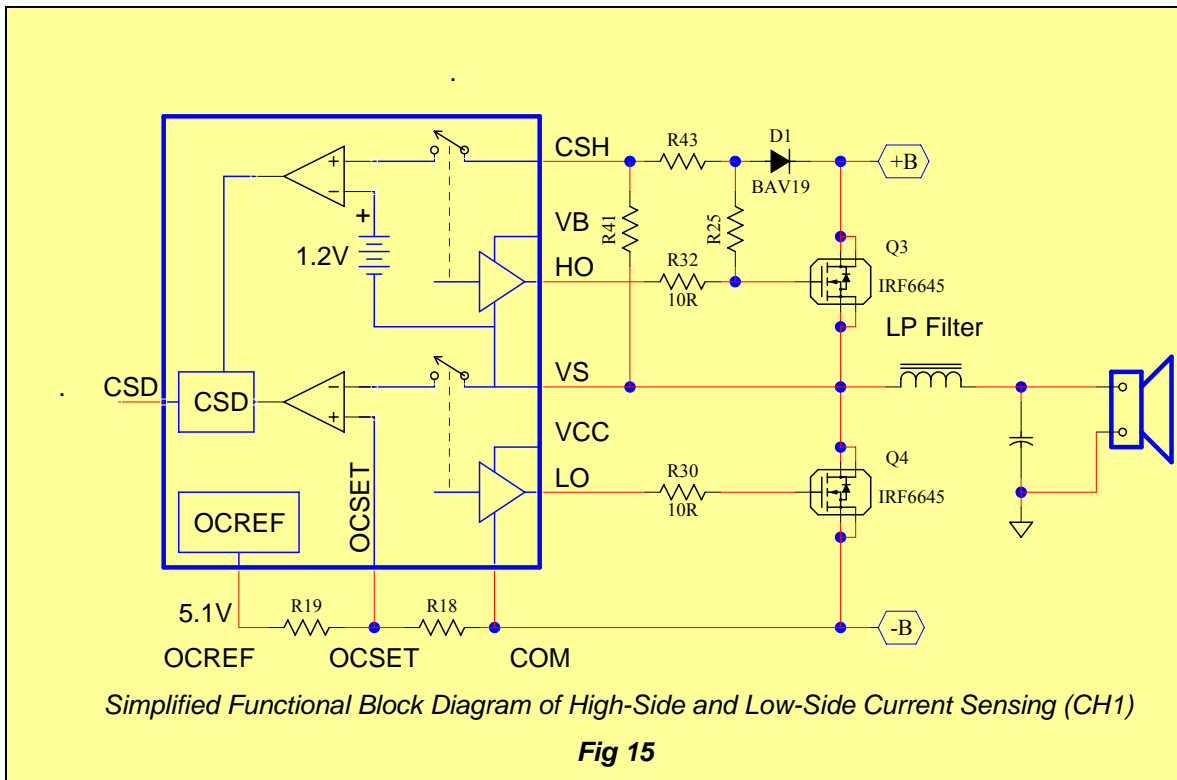 CSH
R43
D1
BAV19
+B
+
−
+
1.2V
R41
R25
VB
HO
R32
10R
Q3
IRF6645
LP Filter
CSD
CSD
−
+
VS
VCC
LO
R30
10R
Q4
IRF6645
OCSET
OCREF
5.1V
R19
R18
-B
OCREF
OCSET
COM
Simplified Functional Block Diagram of High-Side and Low-Side Current Sensing (CH1)
Fig 15